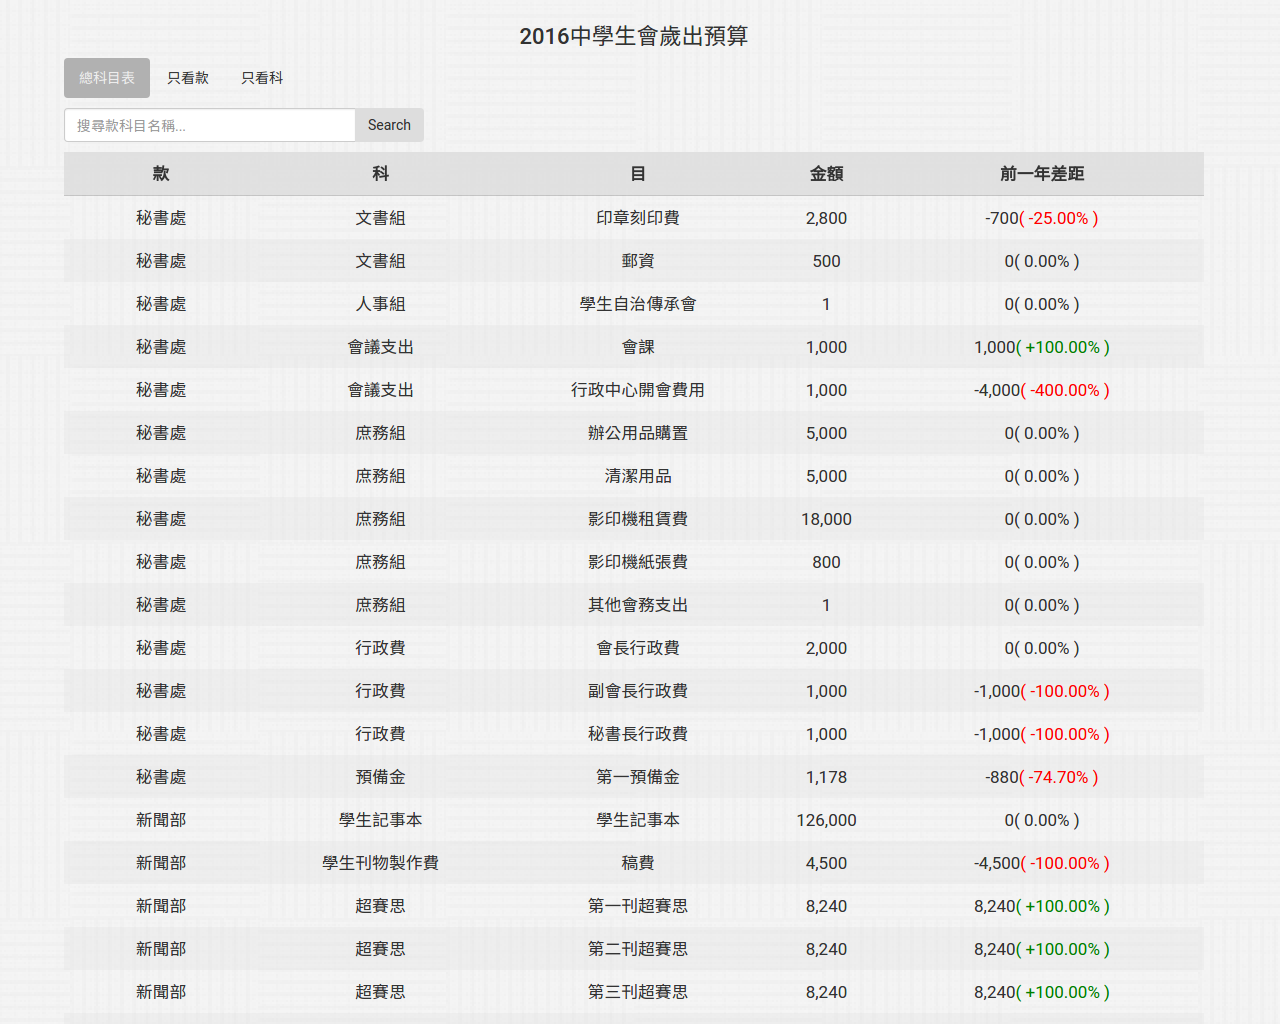 2016中學生會歲出預算
總科目表 只看款 只看科
搜尋款科目名稱... Search
款 科 目 金額 前一年差距
秘書處 文書組 印章刻印費 2,800 -700( -25.00% )
秘書處 文書組 郵資 500 0( 0.00% )
秘書處 人事組 學生自治傳承會 1 0( 0.00% )
秘書處 會議支出 會課 1,000 1,000( +100.00% )
秘書處 會議支出 行政中心開會費用 1,000 -4,000( -400.00% )
秘書處 庶務組 辦公用品購置 5,000 0( 0.00% )
秘書處 庶務組 清潔用品 5,000 0( 0.00% )
秘書處 庶務組 影印機租賃費 18,000 0( 0.00% )
秘書處 庶務組 影印機紙張費 800 0( 0.00% )
秘書處 庶務組 其他會務支出 1 0( 0.00% )
秘書處 行政費 會長行政費 2,000 0( 0.00% )
秘書處 行政費 副會長行政費 1,000 -1,000( -100.00% )
秘書處 行政費 秘書長行政費 1,000 -1,000( -100.00% )
秘書處 預備金 第一預備金 1,178 -880( -74.70% )
新聞部 學生記事本 學生記事本 126,000 0( 0.00% )
新聞部 學生刊物製作費 稿費 4,500 -4,500( -100.00% )
新聞部 超賽思 第一刊超賽思 8,240 8,240( +100.00% )
新聞部 超賽思 第二刊超賽思 8,240 8,240( +100.00% )
新聞部 超賽思 第三刊超賽思 8,240 8,240( +100.00% )